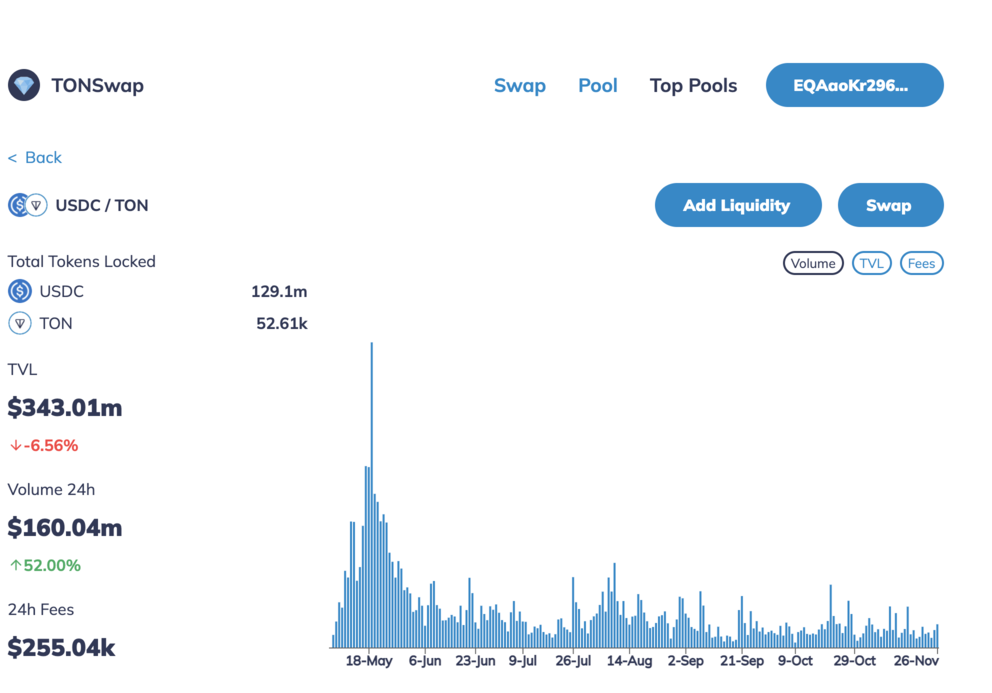 TONSwap Swap Pool Top Pools EQAaoKr296...
< Back
USDC / TON Add Liquidity Swap
Total Tokens Locked Volume TVL Fees
USDC 129.1m
TON 52.61k
TVL
$343.01m
↓-6.56%
Volume 24h
$160.04m
↑52.00%
24h Fees
$255.04k
18-May 6-Jun 23-Jun 9-Jul 26-Jul 14-Aug 2-Sep 21-Sep 9-Oct 29-Oct 26-Nov